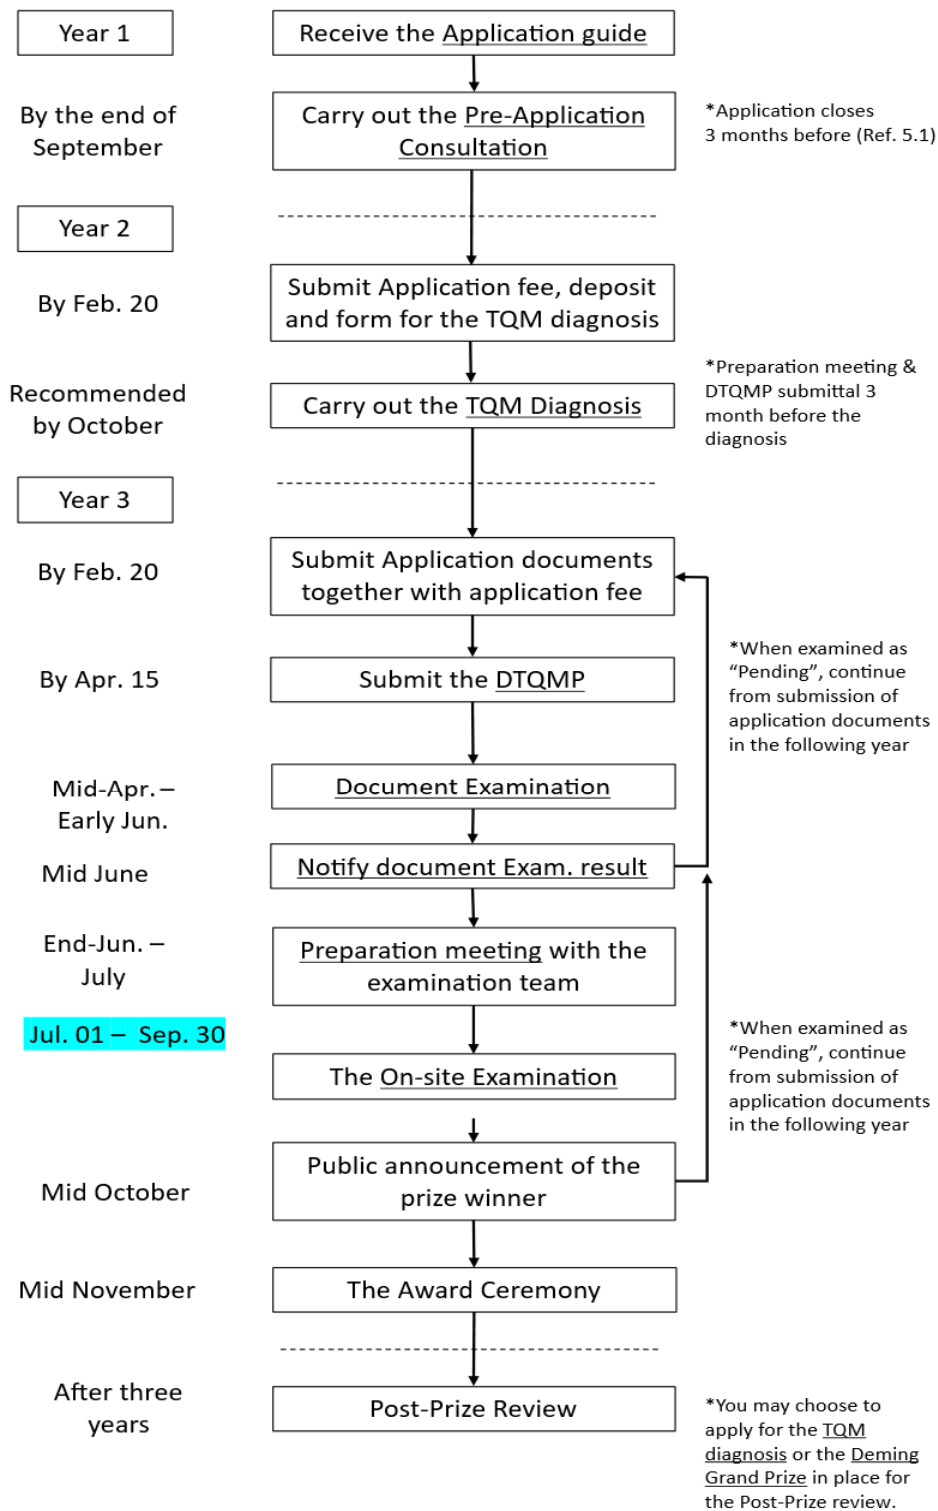 Year 1
Receive the Application guide
By the end of
September
Carry out the Pre-Application
Consultation
*Application closes
3 months before (Ref. 5.1)
Year 2
By Feb. 20
Submit Application fee, deposit
and form for the TQM diagnosis
Recommended
by October
Carry out the TQM Diagnosis
*Preparation meeting &
DTQMP submittal 3
month before the
diagnosis
Year 3
By Feb. 20
Submit Application documents
together with application fee
By Apr. 15
Submit the DTQMP
*When examined as
“Pending”, continue
from submission of
application documents
in the following year
Mid-Apr. –
Early Jun.
Document Examination
Mid June
Notify document Exam. result
End-Jun. –
July
Preparation meeting with the
examination team
Jul. 01 – Sep. 30
The On-site Examination
*When examined as
“Pending”, continue
from submission of
application documents
in the following year
Mid October
Public announcement of the
prize winner
Mid November
The Award Ceremony
After three
years
Post-Prize Review
*You may choose to
apply for the TQM
diagnosis or the Deming
Grand Prize in place for
the Post-Prize review.